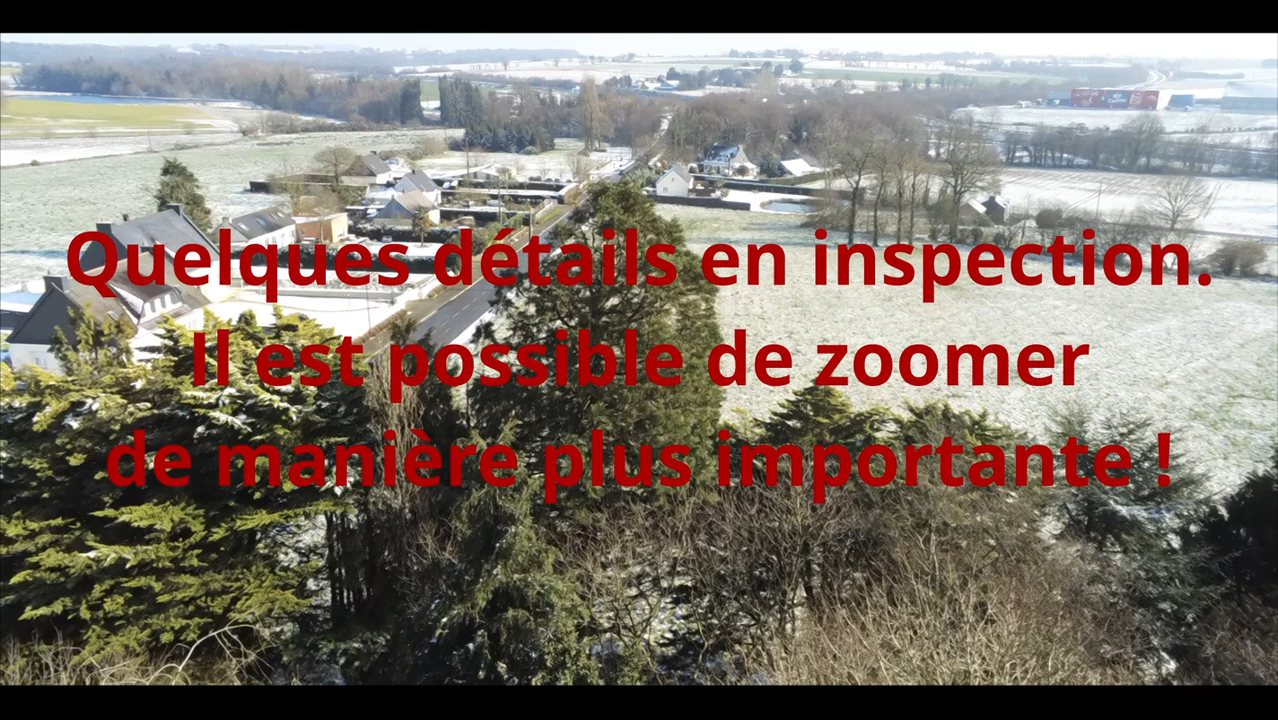 Quelques détails en inspection.
Il est possible de zoomer
de manière plus importante !